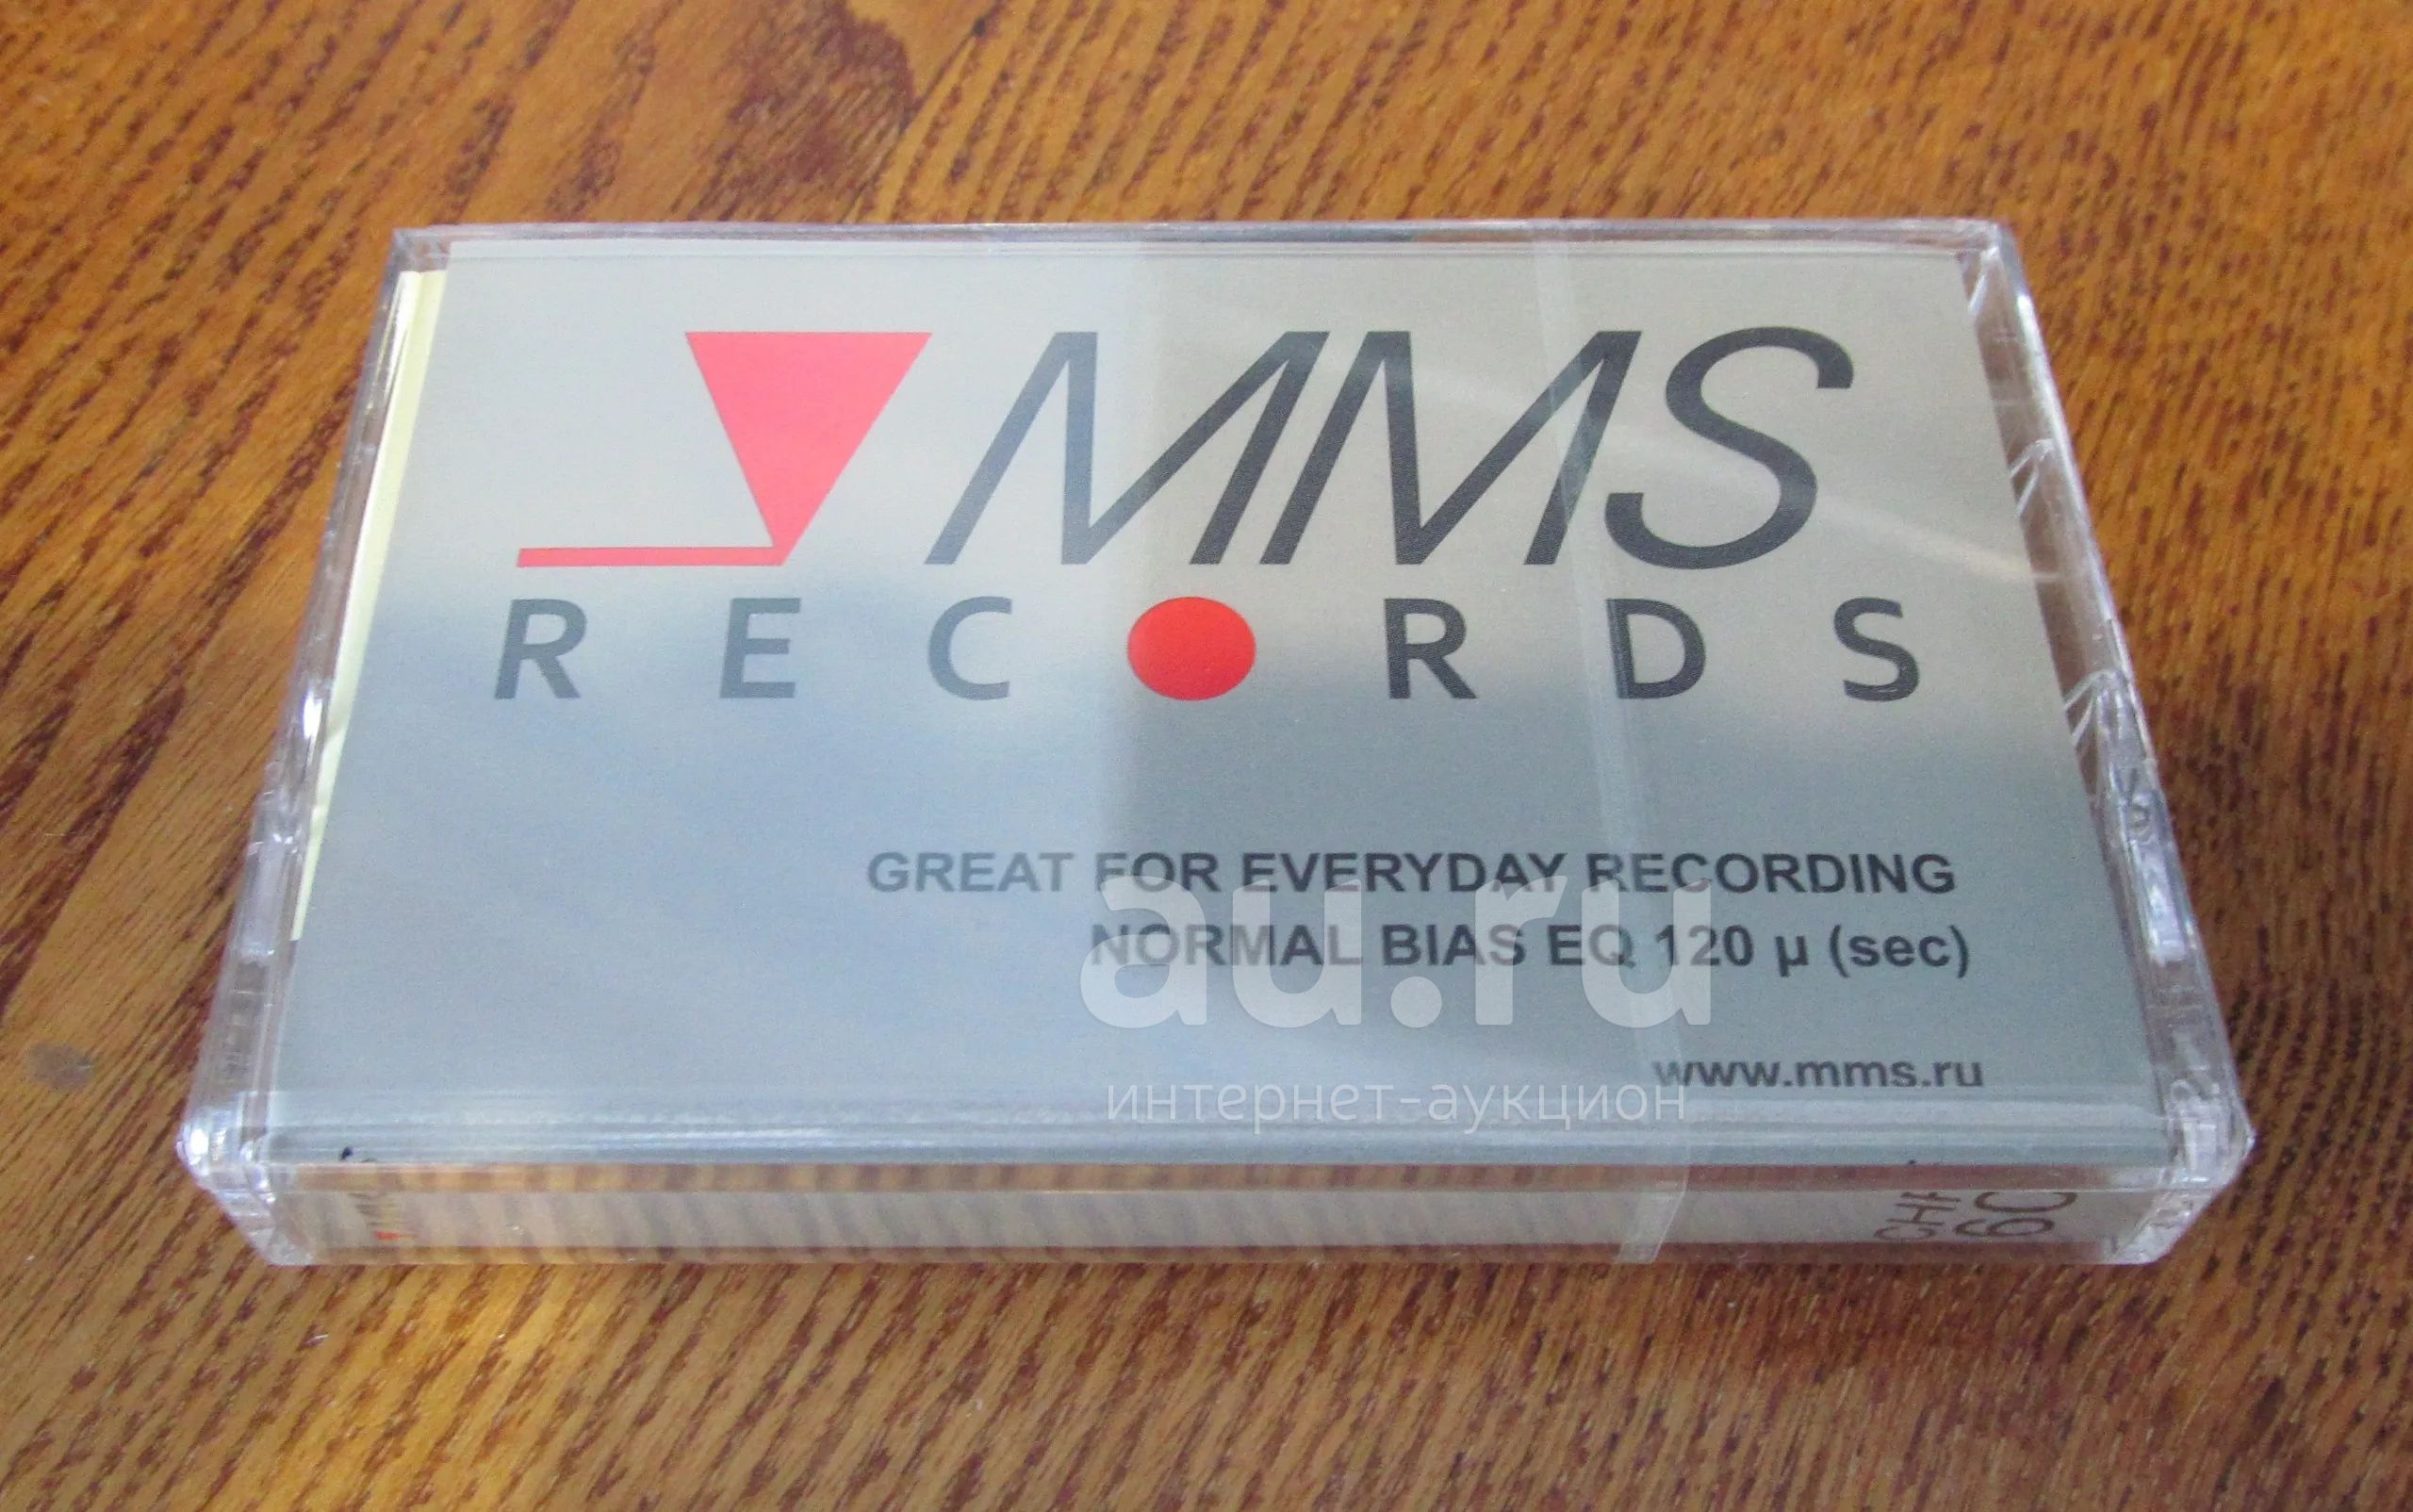 MMS
RECORDS
GREAT FOR EVERYDAY RECORDING
NORMAL BIAS EQ 120 µ (sec)
www.mms.ru
au.ru
интернет-аукцион